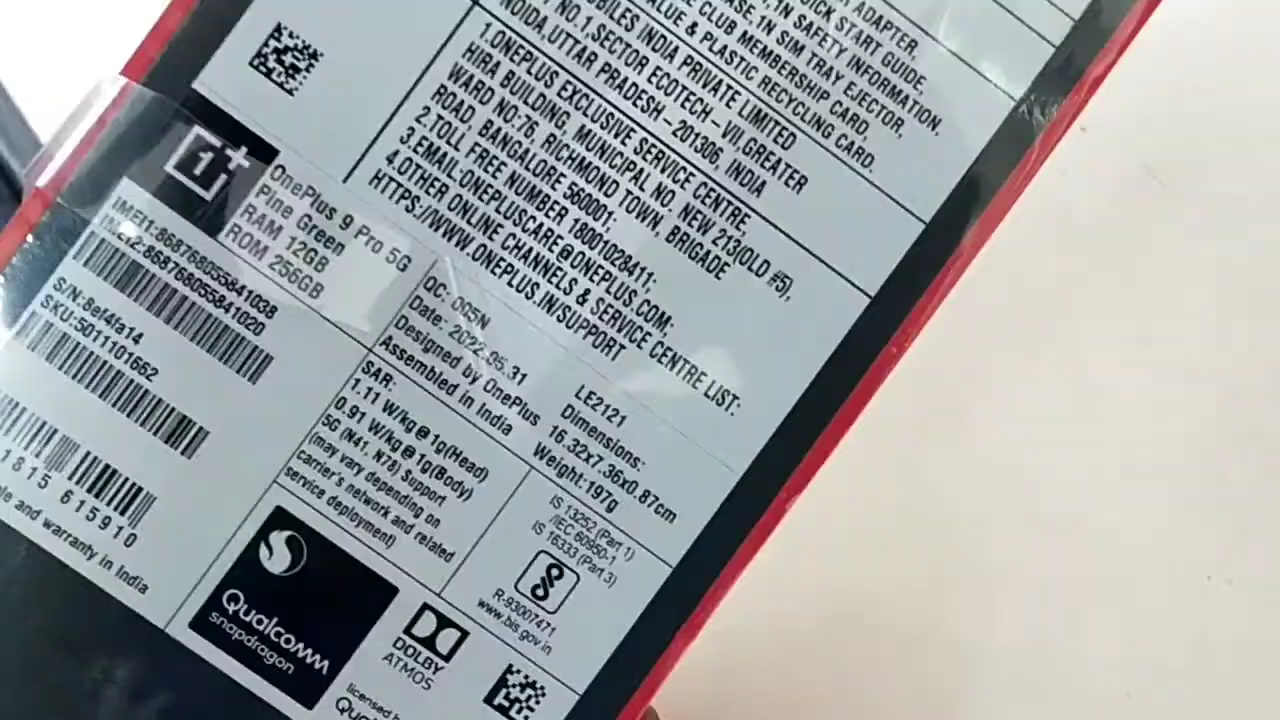 ADAPTER,
QUICK START GUIDE,
1N SAFETY INFORMATION.
CASE,1N SIM TRAY EJECTOR,
CLUB MEMBERSHIP CARD,
VALUE & PLASTIC RECYCLING CARD.
MOBILES INDIA PRIVATE LIMITED
NO.1,SECTOR ECOTECH - VII,GREATER
NOIDA,UTTAR PRADESH - 201306, INDIA
1.ONEPLUS EXCLUSIVE SERVICE CENTRE,
HIRA BUILDING, MUNICIPAL NO. NEW 213(OLD #5),
WARD NO:76, RICHMOND TOWN, BRIGADE
ROAD, BANGALORE 560001;
2.TOLL FREE NUMBER 18001028411;
3.EMAIL:ONEPLUSCARE@ONEPLUS.COM;
4.OTHER ONLINE CHANNELS & SERVICE CENTRE LIST:
HTTPS://WWW.ONEPLUS.IN/SUPPORT
1+
OnePlus 9 Pro 5G
Pine Green
RAM 12GB
ROM 256GB
IMEI1:868768055841038
IMEI2:868768055841020
S/N:8ef4fa14
SKU:5011101662
1815 615910
and warranty in India
QC: 005N
Date: 2022.05.31
Designed by OnePlus
Assembled in India
LE2121
Dimensions:
16.32x7.36x0.87cm
Weight:197g
SAR:
1.11 W/kg@1g(Head)
0.91 W/kg@1g(Body)
5G (N41, N78) Support
(may vary depending on
carrier's network and related
service deployment)
IS 13252 (Part 1)
/IEC 60950-1
IS 16333 (Part 3)
R-93007471
www.bis.gov.in
Qualcomm
snapdragon
DOLBY
ATMOS
licensed